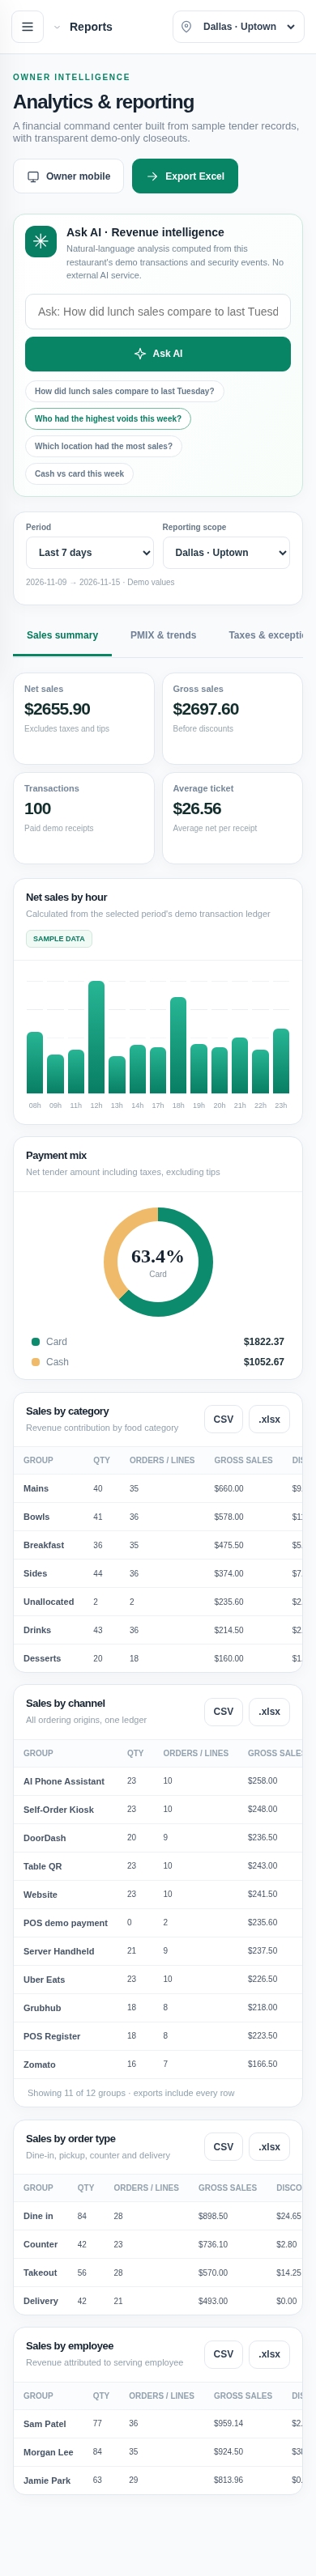 Reports
Dallas · Uptown
OWNER INTELLIGENCE
Analytics & reporting
A financial command center built from sample tender records,
with transparent demo-only closeouts.
Owner mobile
Export Excel
Ask AI · Revenue intelligence
Natural-language analysis computed from this
restaurant's demo transactions and security events. No
external AI service.
Ask: How did lunch sales compare to last Tuesd
Ask AI
How did lunch sales compare to last Tuesday?
Who had the highest voids this week?
Which location had the most sales?
Cash vs card this week
Period Reporting scope
Last 7 days Dallas · Uptown
2026-11-09 → 2026-11-15 · Demo values
Sales summary PMIX & trends Taxes & exceptio
Net sales Gross sales
$2655.90 $2697.60
Excludes taxes and tips Before discounts
Transactions Average ticket
100 $26.56
Paid demo receipts Average net per receipt
Net sales by hour
Calculated from the selected period's demo transaction ledger
SAMPLE DATA
08h 09h 11h 12h 13h 14h 17h 18h 19h 20h 21h 22h 23h
Payment mix
Net tender amount including taxes, excluding tips
63.4%
Card
Card $1822.37
Cash $1052.67
Sales by category
Revenue contribution by food category
CSV .xlsx
GROUP QTY ORDERS / LINES GROSS SALES DIS
Mains 40 35 $660.00 $9
Bowls 41 36 $578.00 $1
Breakfast 36 35 $475.50 $5
Sides 44 36 $374.00 $7
Unallocated 2 2 $235.60 $2
Drinks 43 36 $214.50 $2
Desserts 20 18 $160.00 $1
Sales by channel
All ordering origins, one ledger
CSV .xlsx
GROUP QTY ORDERS / LINES GROSS SALES
AI Phone Assistant 23 10 $258.00
Self-Order Kiosk 23 10 $248.00
DoorDash 20 9 $236.50
Table QR 23 10 $243.00
Website 23 10 $241.50
POS demo payment 0 2 $235.60
Server Handheld 21 9 $237.50
Uber Eats 23 10 $226.50
Grubhub 18 8 $218.00
POS Register 18 8 $223.50
Zomato 16 7 $166.50
Showing 11 of 12 groups · exports include every row
Sales by order type
Dine-in, pickup, counter and delivery
CSV .xlsx
GROUP QTY ORDERS / LINES GROSS SALES DISCO
Dine in 84 28 $898.50 $24.65
Counter 42 23 $736.10 $2.80
Takeout 56 28 $570.00 $14.25
Delivery 42 21 $493.00 $0.00
Sales by employee
Revenue attributed to serving employee
CSV .xlsx
GROUP QTY ORDERS / LINES GROSS SALES DIS
Sam Patel 77 36 $959.14 $2
Morgan Lee 84 35 $924.50 $38
Jamie Park 63 29 $813.96 $0